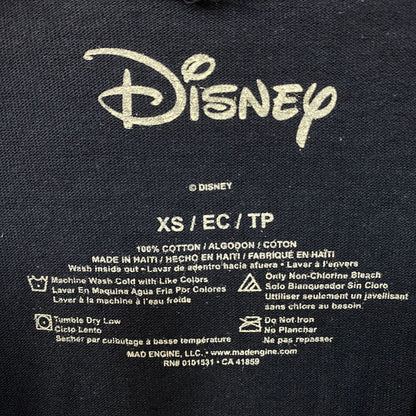 Disney
© DISNEY
XS / EC / TP
100% COTTON / ALGODON / COTON
MADE IN HAITI / HECHO EN HAITI / FABRIQUÉ EN HAÏTI
Wash inside out • Lavar de adentro hacia afuera • Laver à l'envers
Machine Wash Cold with Like Colors
Lavar En Maquina Agua Fria Por Colores
Laver à la machine à l'eau froide
Only Non-Chlorine Bleach
Solo Blanqueador Sin Cloro
Utiliser seulement un javellisant
sans chlore au besoin.
Tumble Dry Low
Ciclo Lento
Sécher par culbutage à basse température
Do Not Iron
No Planchar
Ne pas repasser
MAD ENGINE, LLC. • www.madengine.com
RN# 0101531 • CA 41859